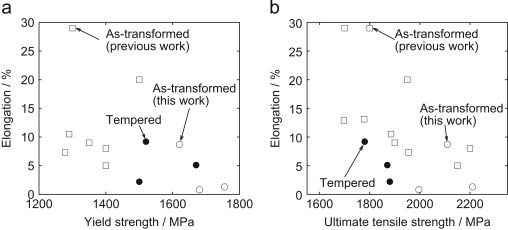 a
b
As-transformed
(previous work)
As-transformed
(this work)
Tempered
Elongation / %
30
25
20
15
10
5
0
1200 1400 1600 1800
Yield strength / MPa
As-transformed
(previous work)
As-transformed
(this work)
Tempered
Elongation / %
30
25
20
15
10
5
0
1600 1800 2000 2200
Ultimate tensile strength / MPa